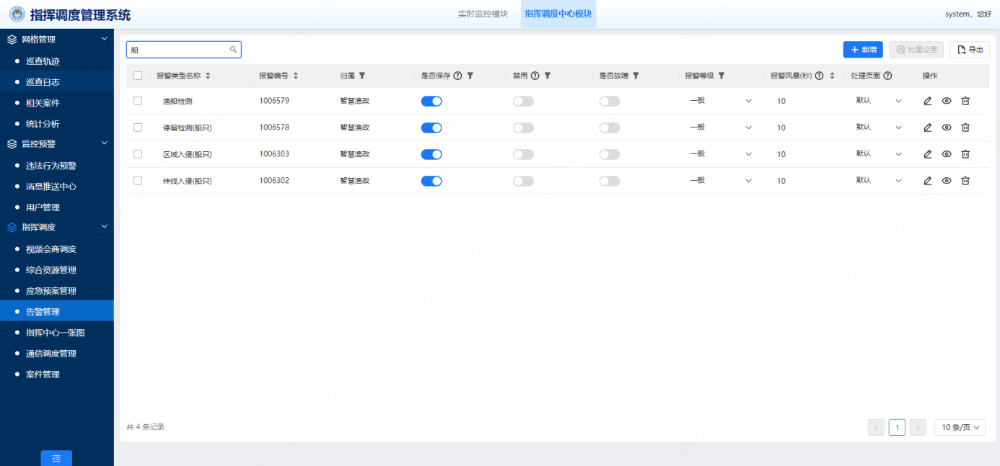 指挥调度管理系统
实时监控模块 指挥调度中心模块
system，您好
网格管理
巡查轨迹
巡查日志
相关案件
统计分析
监控预警
违法行为预警
消息推送中心
用户管理
指挥调度
视频会商调度
综合资源管理
应急预案管理
告警管理
指挥中心一张图
通信调度管理
案件管理
船
新增 批量设置 导出
报警类型名称 报警编号 归属 是否保存 禁用 是否故障 报警等级 报警风暴(秒) 处理页面 操作
渔船检测 1006579 智慧渔政 一般 10 默认
停留检测(船只) 1006578 智慧渔政 一般 10 默认
区域入侵(船只) 1006303 智慧渔政 一般 10 默认
绊线入侵(船只) 1006302 智慧渔政 一般 10 默认
共 4 条记录
1 10 条/页
303S14